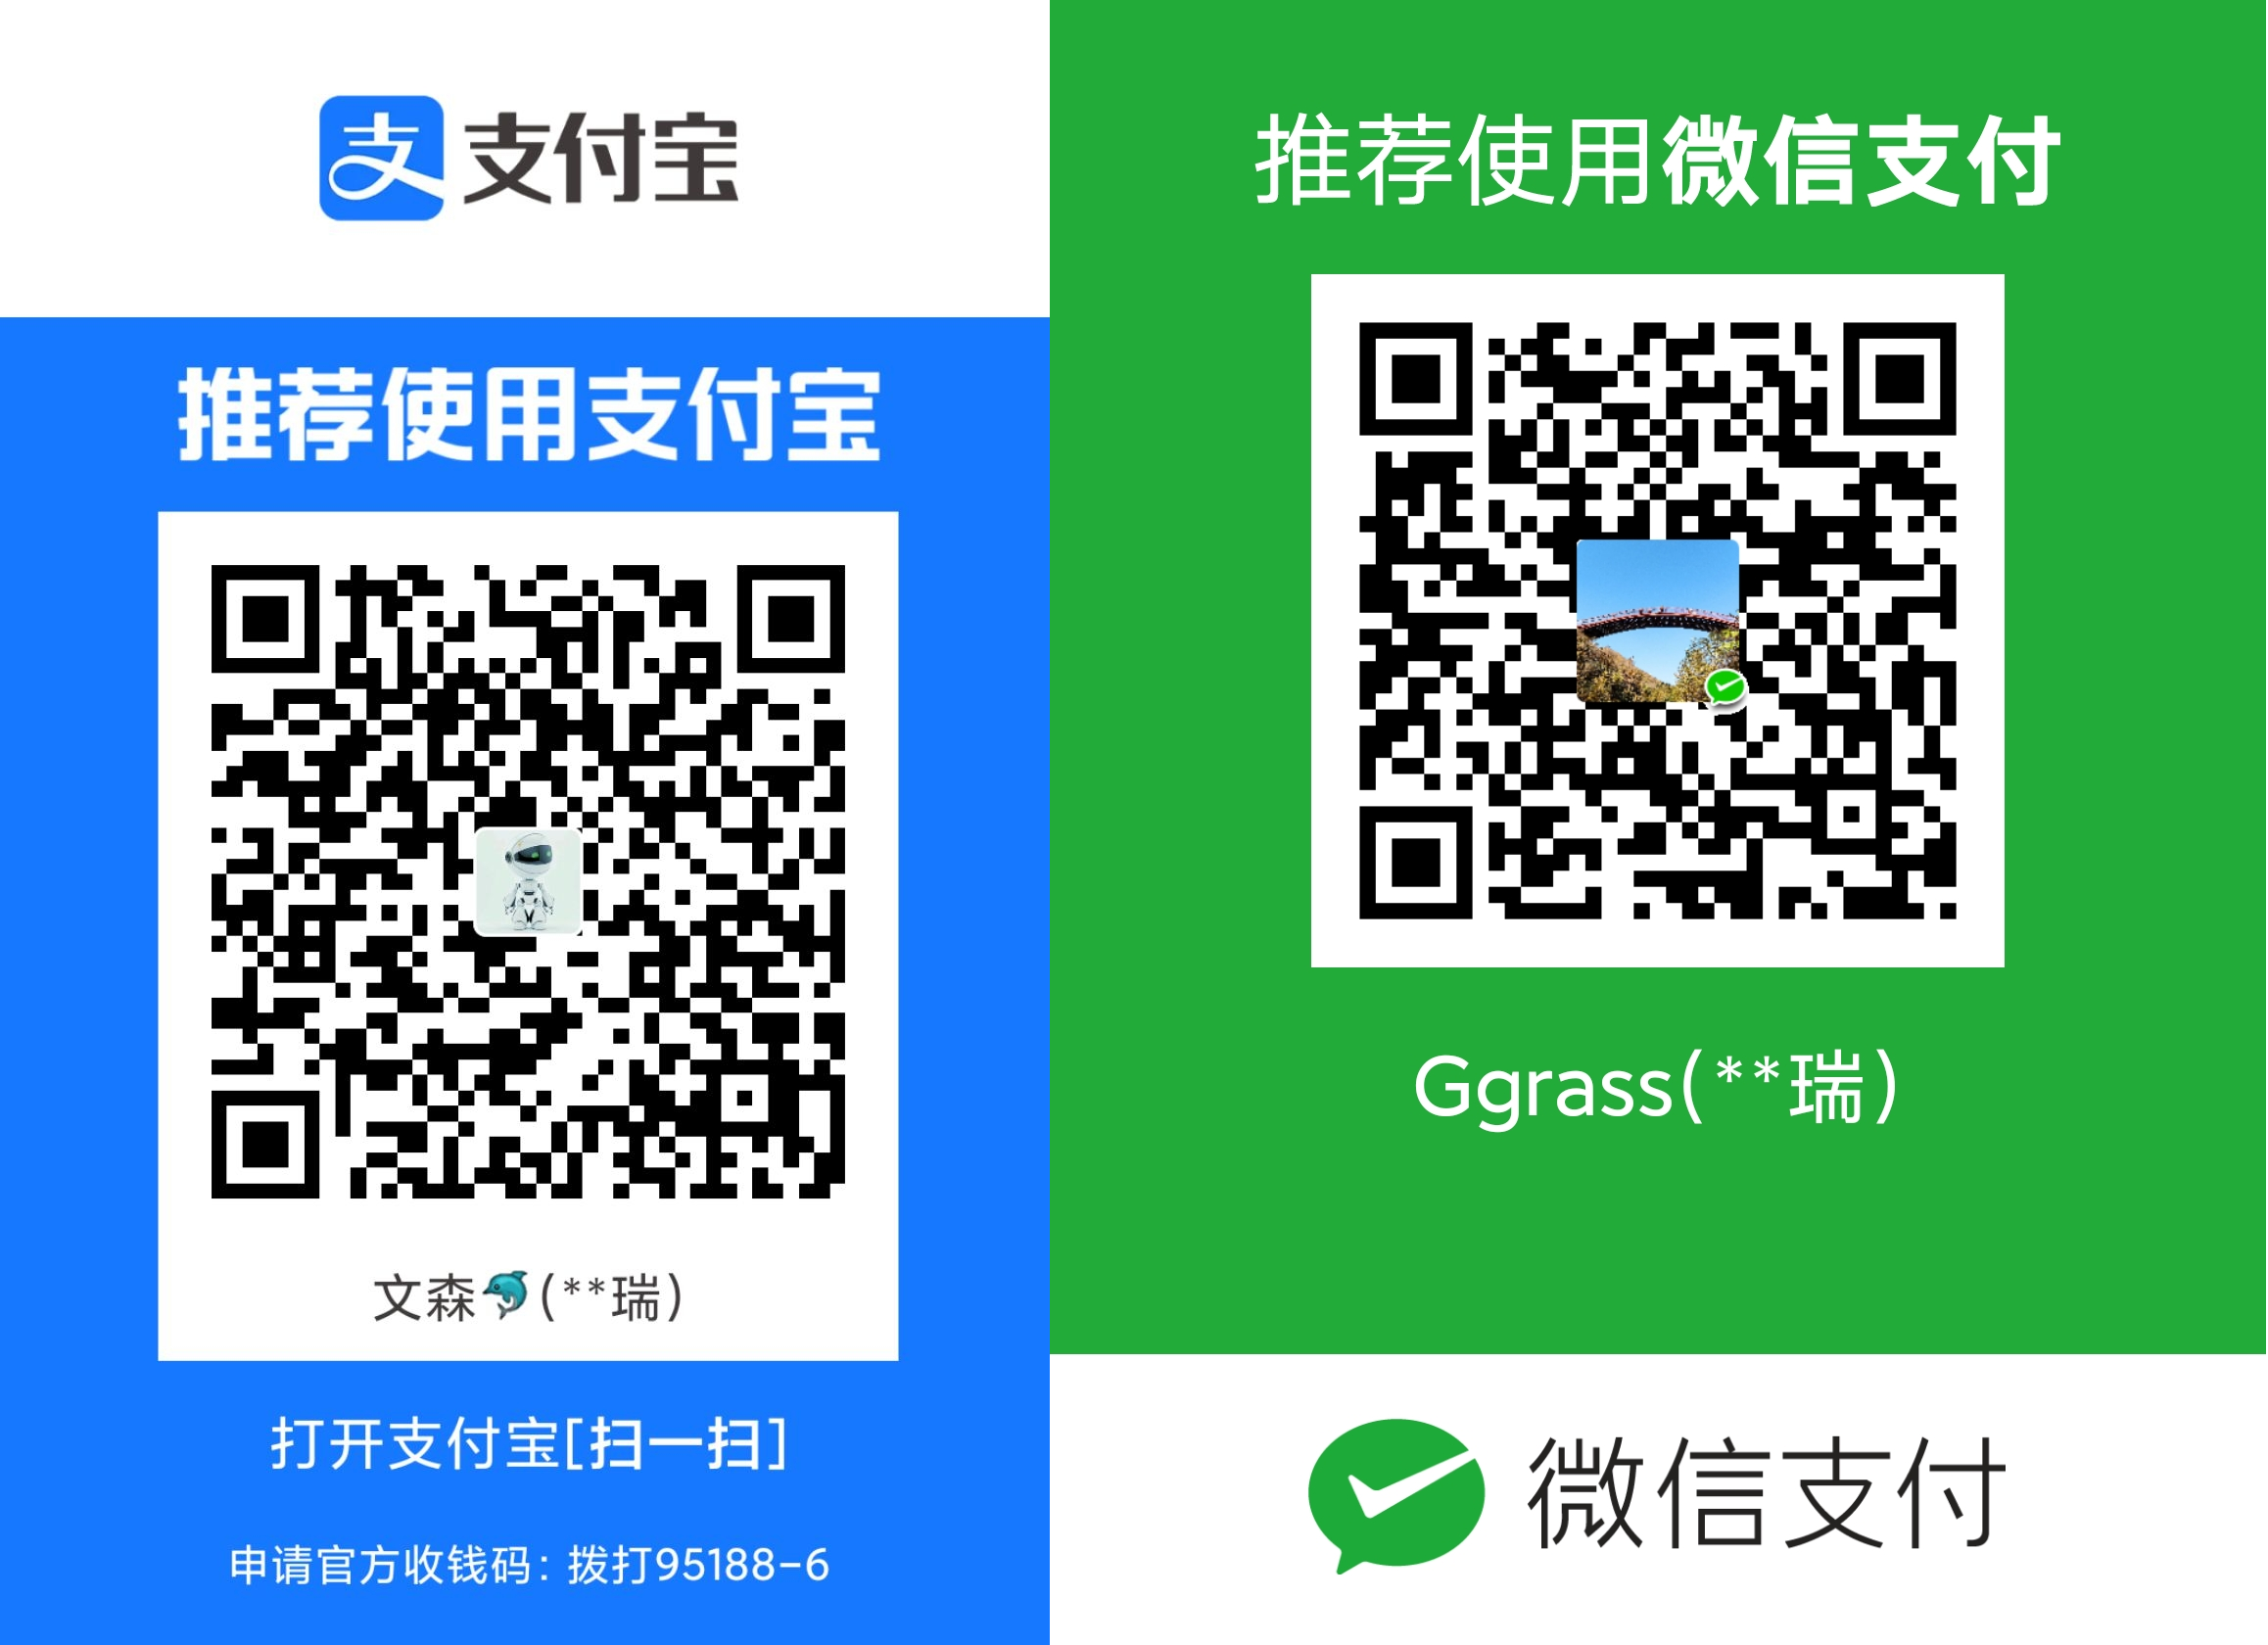 支 支付宝
推荐使用支付宝
文森🐬(**瑞)
打开支付宝[扫一扫]
申请官方收钱码：拨打95188-6
推荐使用微信支付
Ggrass(**瑞)
微信支付